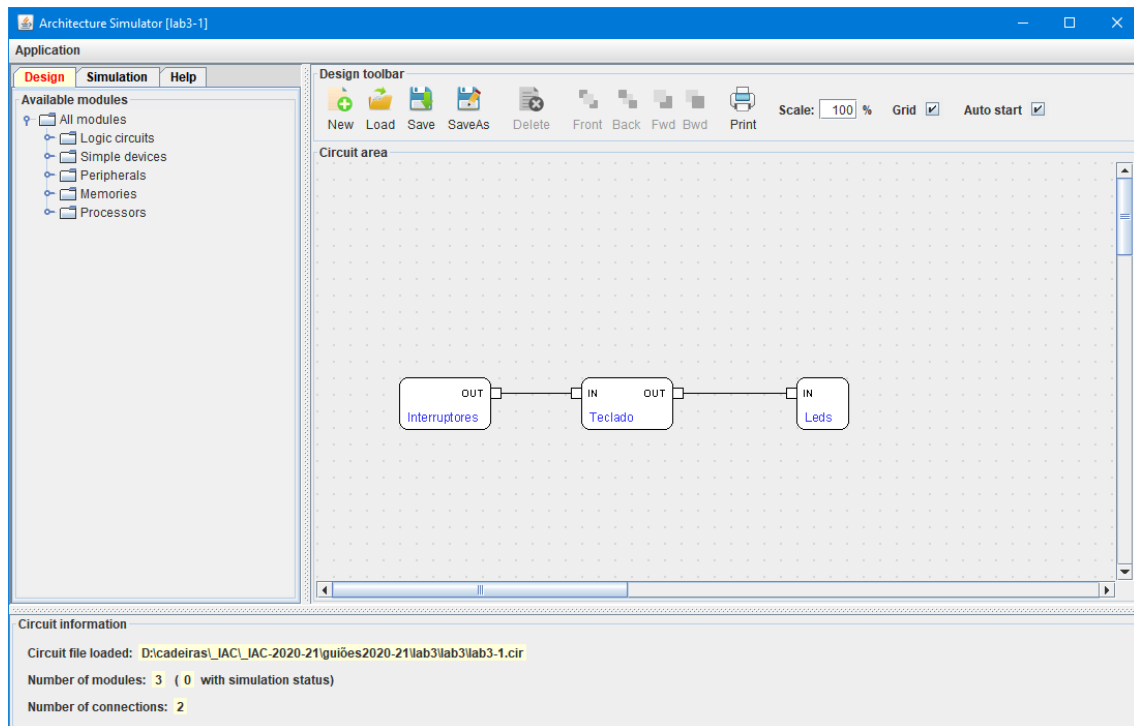 Architecture Simulator [lab3-1]
Application
Design Simulation Help
Available modules
All modules
Logic circuits
Simple devices
Peripherals
Memories
Processors
Design toolbar
New Load Save SaveAs Delete Front Back Fwd Bwd Print Scale: 100 % Grid Auto start
Circuit area
OUT IN OUT IN
Interruptores Teclado Leds
Circuit information
Circuit file loaded: D:\cadeiras\_IAC\_IAC-2020-21\guiões2020-21\lab3\lab3\lab3-1.cir
Number of modules: 3 ( 0 with simulation status)
Number of connections: 2